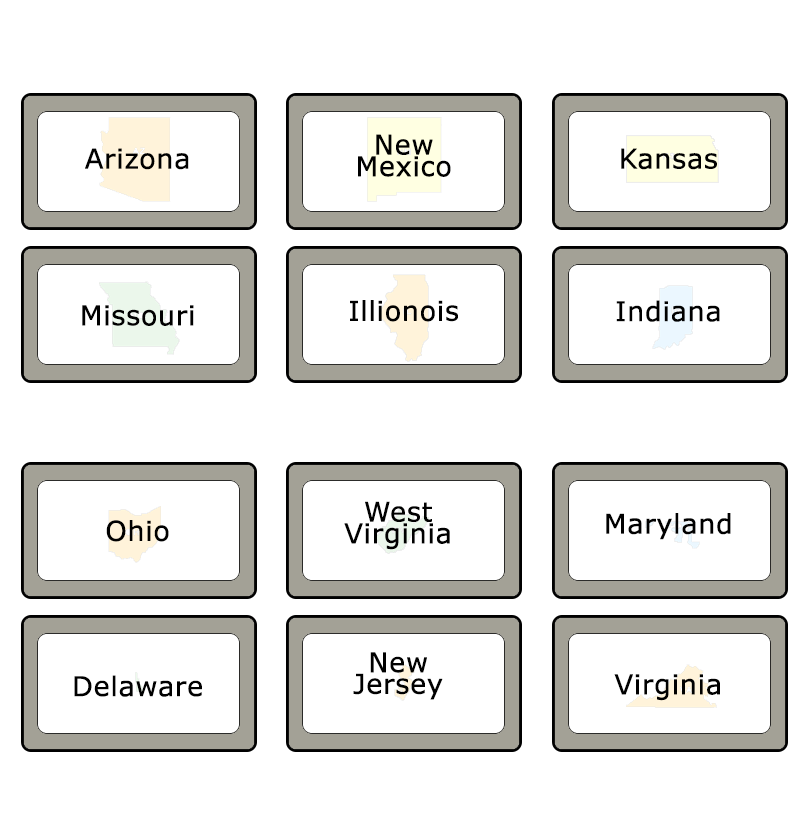 Arizona
New
Mexico
Kansas
Missouri
Illionois
Indiana
Ohio
West
Virginia
Maryland
Delaware
New
Jersey
Virginia